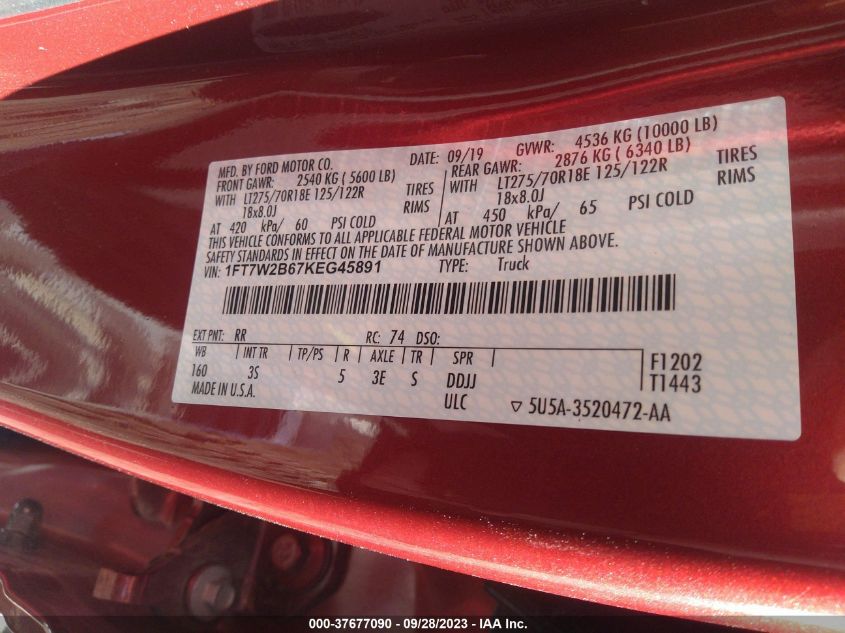 MFD. BY FORD MOTOR CO. DATE: 09/19 GVWR: 4536 KG (10000 LB)
FRONT GAWR: 2540 KG (5600 LB) REAR GAWR: 2876 KG (6340 LB)
WITH LT275/70R18E 125/122R TIRES WITH LT275/70R18E 125/122R TIRES
18x8.0J RIMS 18x8.0J RIMS
AT 420 kPa/ 60 PSI COLD AT 450 kPa/ 65 PSI COLD
THIS VEHICLE CONFORMS TO ALL APPLICABLE FEDERAL MOTOR VEHICLE
SAFETY STANDARDS IN EFFECT ON THE DATE OF MANUFACTURE SHOWN ABOVE.
VIN: 1FT7W2B67KEG45891 TYPE: Truck
EXT PNT: RR RC: 74 DSO:
WB INT TR TP/PS R AXLE TR SPR F1202
160 3S 5 3E S DDJJ T1443
MADE IN U.S.A. ULC ▽ 5U5A-3520472-AA
000-37677090 - 09/28/2023 - IAA Inc.